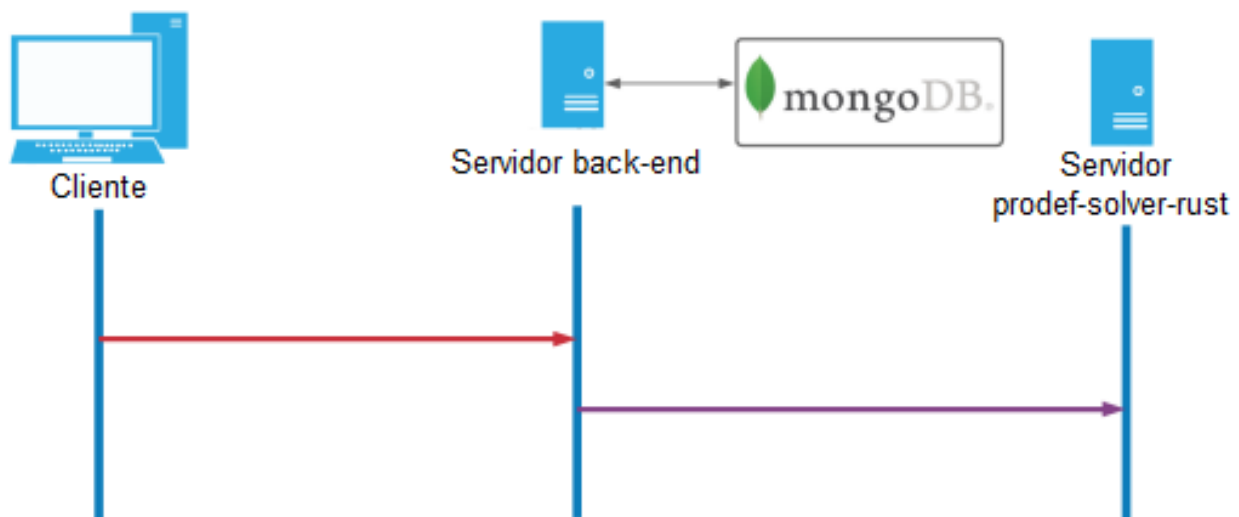 mongoDB.
Servidor back-end
Cliente
Servidor
prodef-solver-rust